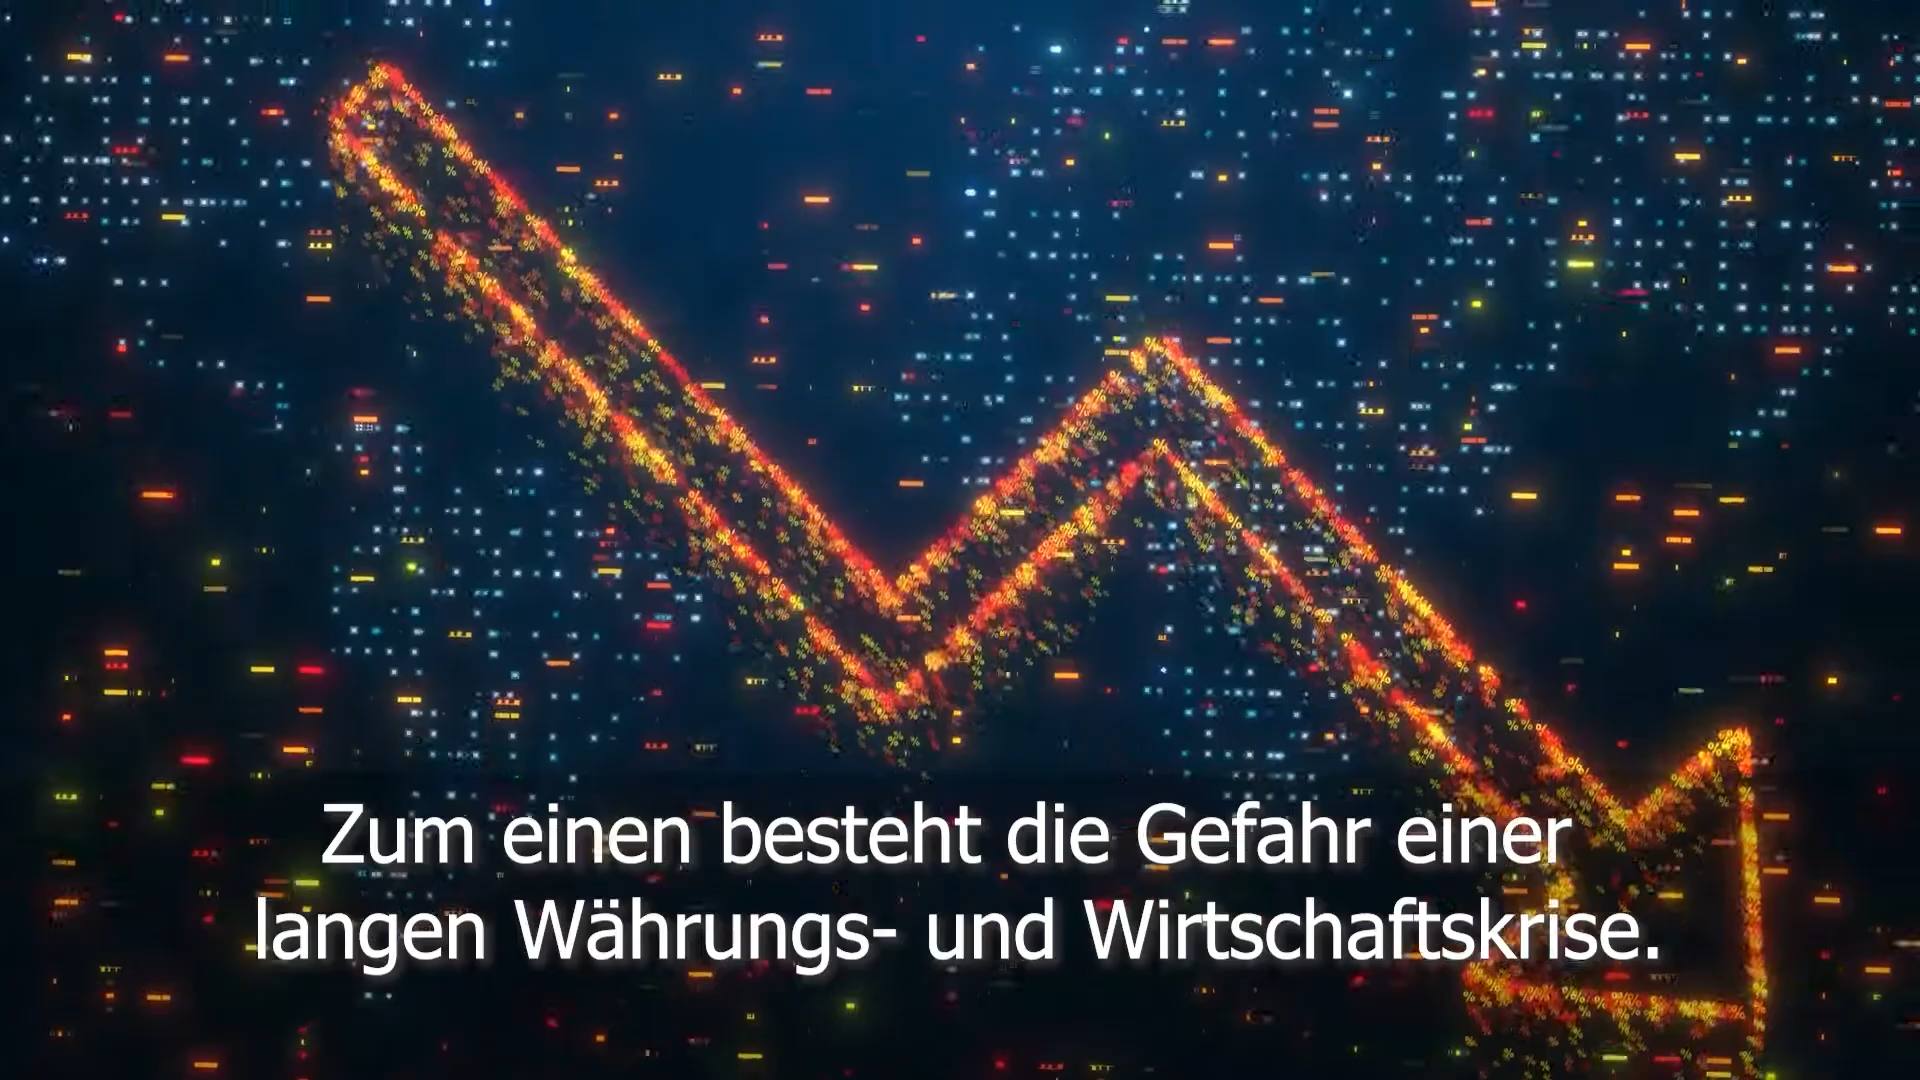 Zum einen besteht die Gefahr einer
langen Währungs- und Wirtschaftskrise.